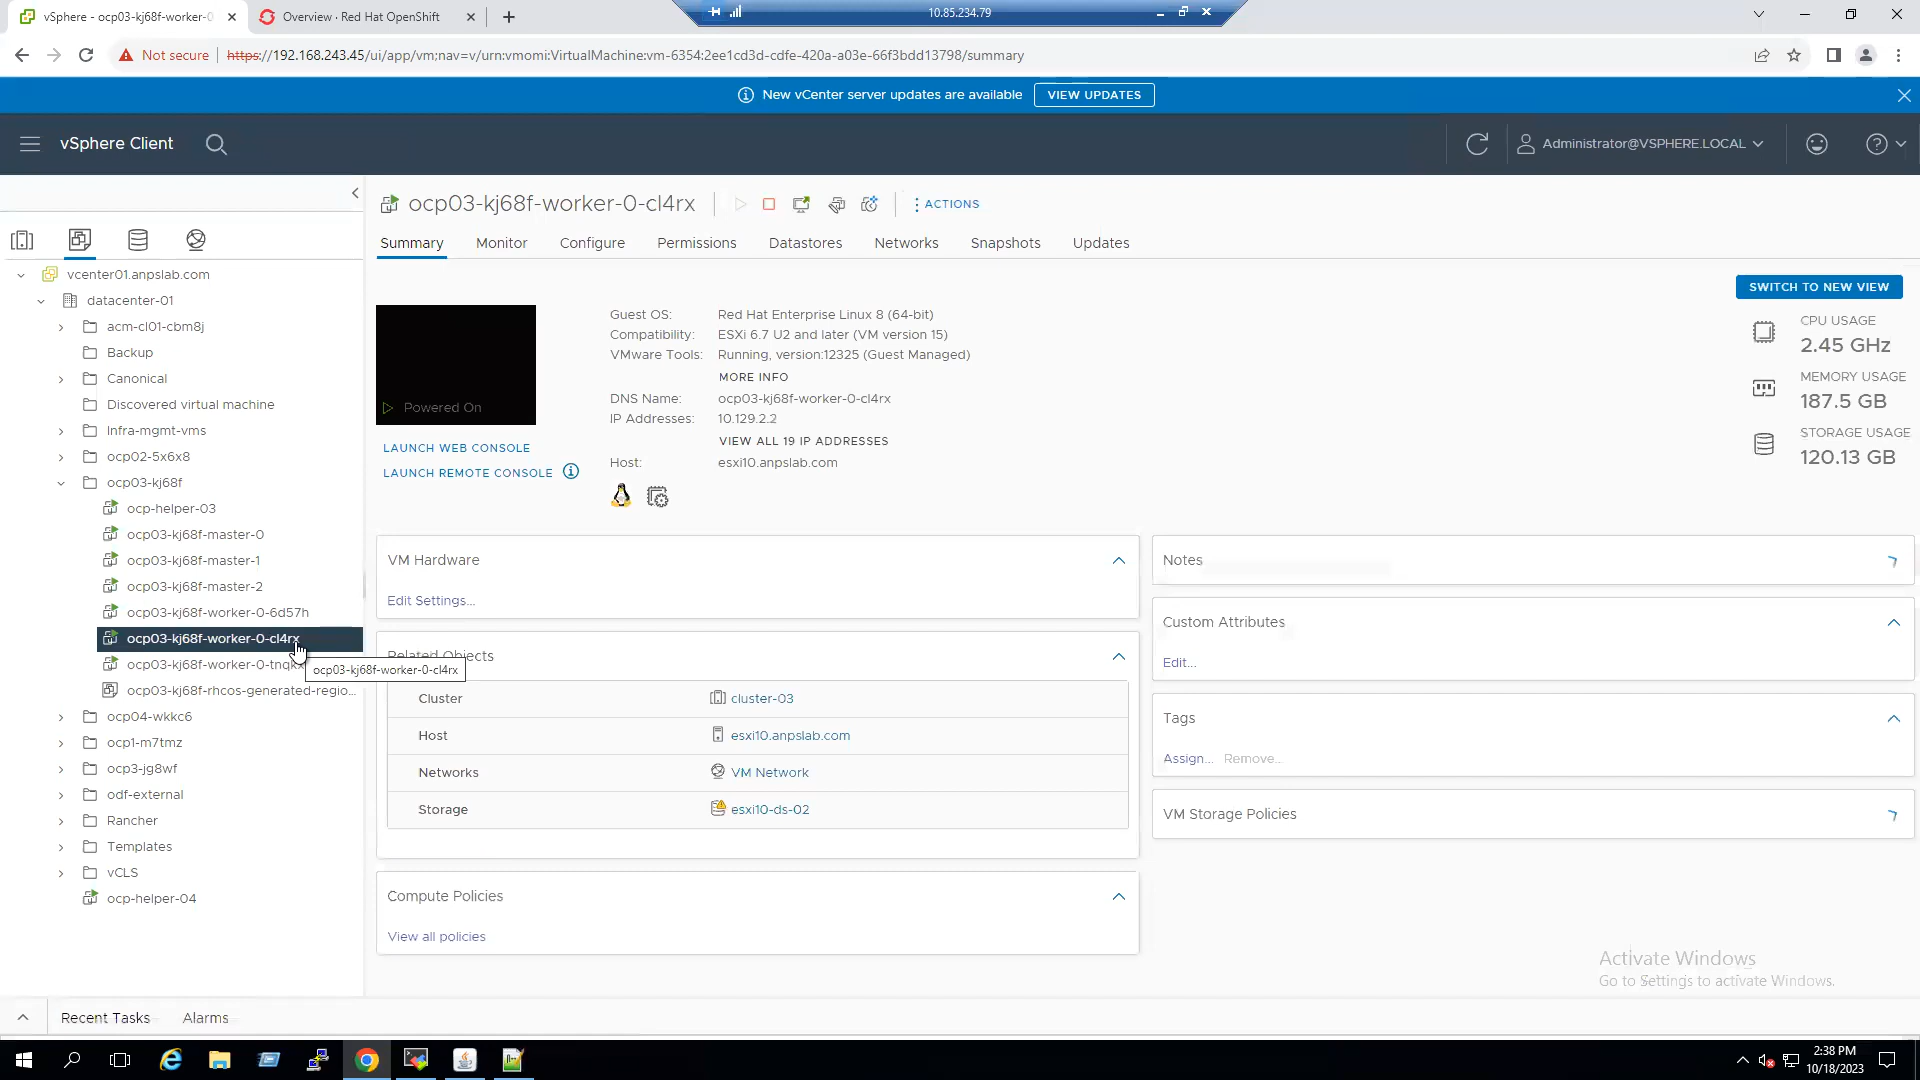 vSphere - ocp03-kj68f-worker-0
Overview · Red Hat OpenShift
10.85.234.79
Not secure
https://192.168.243.45/ui/app/vm;nav=v/urn:vmomi:VirtualMachine:vm-6354:2ee1cd3d-cdfe-420a-a03e-66f3bdd13798/summary
New vCenter server updates are available
VIEW UPDATES
vSphere Client
Administrator@VSPHERE.LOCAL
vcenter01.anpslab.com
datacenter-01
acm-cl01-cbm8j
Backup
Canonical
Discovered virtual machine
Infra-mgmt-vms
ocp02-5x6x8
ocp03-kj68f
ocp-helper-03
ocp03-kj68f-master-0
ocp03-kj68f-master-1
ocp03-kj68f-master-2
ocp03-kj68f-worker-0-6d57h
ocp03-kj68f-worker-0-cl4rx
ocp03-kj68f-worker-0-tnqkx
ocp03-kj68f-worker-0-cl4rx
ocp03-kj68f-rhcos-generated-regio...
ocp04-wkkc6
ocp1-m7tmz
ocp3-jg8wf
odf-external
Rancher
Templates
vCLS
ocp-helper-04
ocp03-kj68f-worker-0-cl4rx
ACTIONS
Summary Monitor Configure Permissions Datastores Networks Snapshots Updates
SWITCH TO NEW VIEW
Powered On
LAUNCH WEB CONSOLE
LAUNCH REMOTE CONSOLE
Guest OS: Red Hat Enterprise Linux 8 (64-bit)
Compatibility: ESXi 6.7 U2 and later (VM version 15)
VMware Tools: Running, version:12325 (Guest Managed)
MORE INFO
DNS Name: ocp03-kj68f-worker-0-cl4rx
IP Addresses: 10.129.2.2
VIEW ALL 19 IP ADDRESSES
Host: esxi10.anpslab.com
CPU USAGE
2.45 GHz
MEMORY USAGE
187.5 GB
STORAGE USAGE
120.13 GB
VM Hardware
Edit Settings...
Related Objects
Cluster cluster-03
Host esxi10.anpslab.com
Networks VM Network
Storage esxi10-ds-02
Compute Policies
View all policies
Notes
Custom Attributes
Edit...
Tags
Assign... Remove...
VM Storage Policies
Activate Windows
Go to Settings to activate Windows.
Recent Tasks Alarms
2:38 PM
10/18/2023